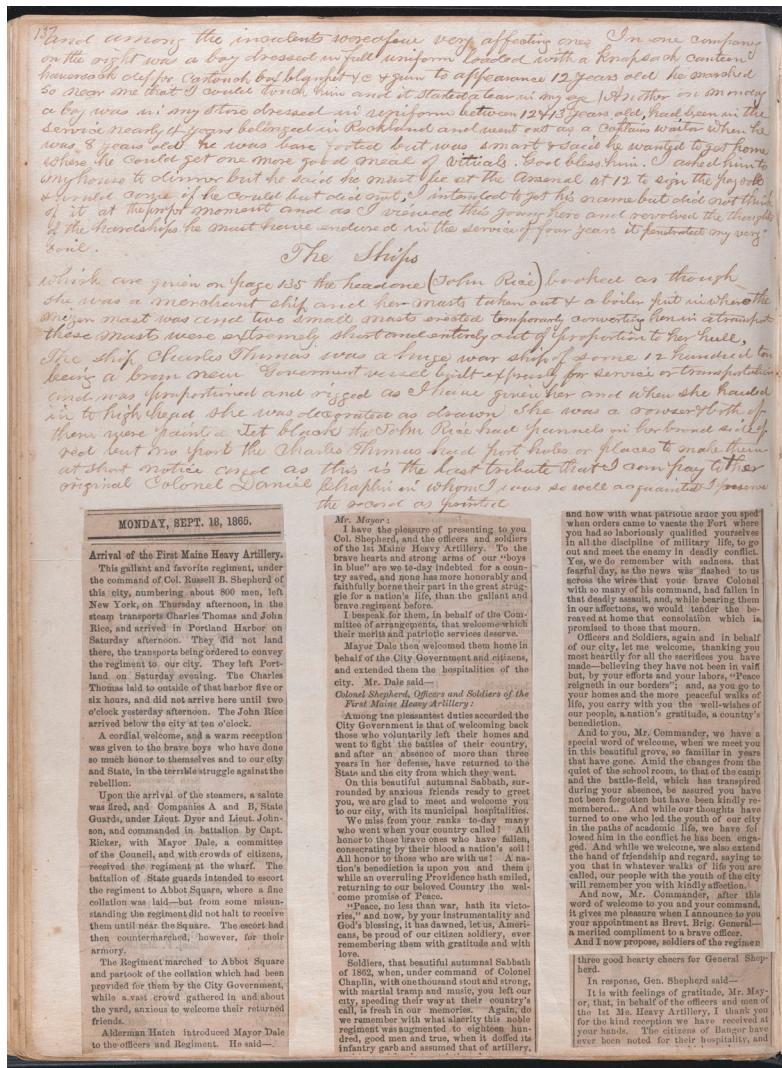 137
and among the incidents were a few very affecting ones In one company
on the right was a boy dressed in full uniform loaded with a knapsack canteen
haversack cartouch box blanket &c & gun to appearance 12 years old he marched
so near me that I could touch him and it started a tear in my eye / Another on monday
a boy was in my store dressed in uniform between 12 & 13 years old, had been in the
service nearly 4 years belonged in Rockland and went out as a Captains waitor when he
was 8 years old he was bare footed but was smart & said he wanted to get home
where he could get one more good meal of vituals. God bless him. I asked him to
my house to dinner but he said he must be at the Arsenal at 12 to sign the pay roll
& would come if he could but did not, I intended to get his name but did not think
of it at the proper moment and as I viewed this young hero and revolved the thoughts
of the hardships he must have endured in the service of four years it penetrated my very
soul.
The Ships
which are given on page 135 the head one (John Rice) looked as though
she was a merchant ship and her masts taken out & a boiler put in where the
mizen mast was and two small masts erected temporaly converting her in a transport
these masts were extremely short and entirely out of proportion to her hull,
The ship Charles Thomas was a huge war ship of some 12 hundred ton
being a bran new Goverment vessel built expressly for service or transportation
and was proportioned and rigged as I have given her and when she hauled
in to high head she was decorated as drawn She was a rowser & both of
them were painted Jet black the John Rice had pannels in her broad side of
red but no port the Charles Thomas had port holes or places to make them
at short notice and as this is the last tribute that I can pay to the
original Colonel Daniel Chaplin in whom I was so well acquainted I
the record as printed
MONDAY, SEPT. 18, 1865.
Arrival of the First Maine Heavy Artillery.
This gallant and favorite regiment, under
the command of Col. Russell B. Shepherd of
this city, numbering about 800 men, left
New York, on Thursday afternoon, in the
steam transports Charles Thomas and John
Rice, and arrived in Portland Harbor on
Saturday afternoon. They did not land
there, the transports being ordered to convey
the regiment to our city. They left Port-
land on Saturday evening. The Charles
Thomas laid to outside of that harbor five or
six hours, and did not arrive here until two
o'clock yesterday afternoon. The John Rice
arrived below the city at ten o'clock.
A cordial welcome, and a warm reception
was given to the brave boys who have done
so much honor to themselves and to our city
and State, in the terrible struggle against the
rebellion.
Upon the arrival of the steamers, a salute
was fired, and Companies A and B, State
Guards, under Lieut. Dyer and Lieut. John-
son, and commanded in battalion by Capt.
Ricker, with Mayor Dale, a committee
of the Council, and with crowds of citizens,
received the regiment at the wharf. The
battalion of State guards intended to escort
the regiment to Abbot Square, where a fine
collation was laid—but from some misun-
standing the regiment did not halt to receive
them until near the Square. The escort had
then countermarched, however, for their
armory.
The Regiment marched to Abbot Square
and partook of the collation which had been
provided for them by the City Government,
while a vast crowd gathered in and about
the yard, anxious to welcome their returned
friends.
Alderman Hatch introduced Mayor Dale
to the officers and Regiment. He said—
Mr. Mayor:
I have the pleasure of presenting to you
Col. Shepherd, and the officers and soldiers
of the 1st Maine Heavy Artillery. To the
brave hearts and strong arms of our "boys
in blue" are we to-day indebted for a coun-
try saved, and none has more honorably and
faithfully borne their part in the great strug-
gle for a nation's life, than the gallant and
brave regiment before.
I bespeak for them, in behalf of the Com-
mittee of arrangements, that welcome which
their merits and patriotic services deserve.
Mayor Dale then welcomed them home in
behalf of the City Government and citizens,
and extended them the hospitalities of the
city. Mr. Dale said—
Colonel Shepherd, Officers and Soldiers of the
First Maine Heavy Artillery:
Among the pleasantest duties accorded the
City Government is that of welcoming back
those who voluntarily left their homes and
went to fight the battles of their country,
and after an absence of more than three
years in her defense, have returned to the
State and the city from which they went.
On this beautiful autumnal Sabbath, sur-
rounded by anxious friends ready to greet
you, we are glad to meet and welcome you
to our city, with its municipal hospitalities.
We miss from your ranks to-day many
who went when your country called! All
honor to those brave ones who have fallen,
consecrating by their blood a nation's soil!
All honor to those who are with us! A na-
tion's benediction is upon you and them;
while an overruling Providence hath smiled,
returning to our beloved Country the wel-
come promise of Peace.
"Peace, no less than war, hath its victo-
ries," and now, by your instrumentality and
God's blessing, it has dawned, let us, Ameri-
cans, be proud of our citizen soldiery, ever
remembering them with gratitude and with
love.
Soldiers, that beautiful autumnal Sabbath
of 1862, when, under command of Colonel
Chaplin, with one thousand stout and strong,
with martial tramp and music, you left our
city, speeding their way at their country's
call, is fresh in our memories. Again, do
we remember with what alacrity this noble
regiment was augmented to eighteen hun-
dred, good men and true, when it doffed its
infantry garb and assumed that of artillery,
and how with what patriotic ardor you sped
when orders came to vacate the Fort where
you had so laboriously qualified yourselves
in all the discipline of military life, to go
out and meet the enemy in deadly conflict.
Yes, we do remember with sadness. that
fearful day, as the news was flashed to us
across the wires that your brave Colonel
with so many of his command, had fallen in
that deadly assault, and, while bearing them
in our affections, we would tender the be-
reaved at home that consolation which is
promised to those that mourn.
Officers and Soldiers, again and in behalf
of our city, let me welcome, thanking you
most heartily for all the sacrifices you have
made—believing they have not been in vain
but, by your efforts and your labors, "Peace
reigneth in our borders"; and, as you go to
your homes and the more peaceful walks of
life, you carry with you the well-wishes of
our people, a nation's gratitude, a country's
benediction.
And to you, Mr. Commander, we have a
special word of welcome, when we meet you
in this beautiful grove, so familiar in years
that have gone. Amid the changes from the
quiet of the school room, to that of the camp
and the battle-field, which has transpired
during your absence, be assured you have
not been forgotten but have been kindly re-
membered.. And while our thoughts have
turned to one who led the youth of our city
in the paths of academic life, we have fol
lowed him in the conflict he has been enga-
ged. And while we welcome, we also extend
the hand of friendship and regard, saying to
you that in whatever walks of life you are
called, our people with the youth of the city
will remember you with kindly affection.
And now, Mr. Commander, after this
word of welcome to you and your command,
it gives me pleasure when I announce to you
your appointment as Brevt. Brig. General—
a merited compliment to a brave officer.
And I now propose, soldiers of the regimen
three good hearty cheers for General Shep-
herd.
In response, Gen. Shepherd said—
It is with feelings of gratitude, Mr. May-
or, that, in behalf of the officers and men of
the 1st Me. Heavy Artillery, I thank you
for the kind reception we have received at
your hands. The citizens of Bangor have
ever been noted for their hospitality, and